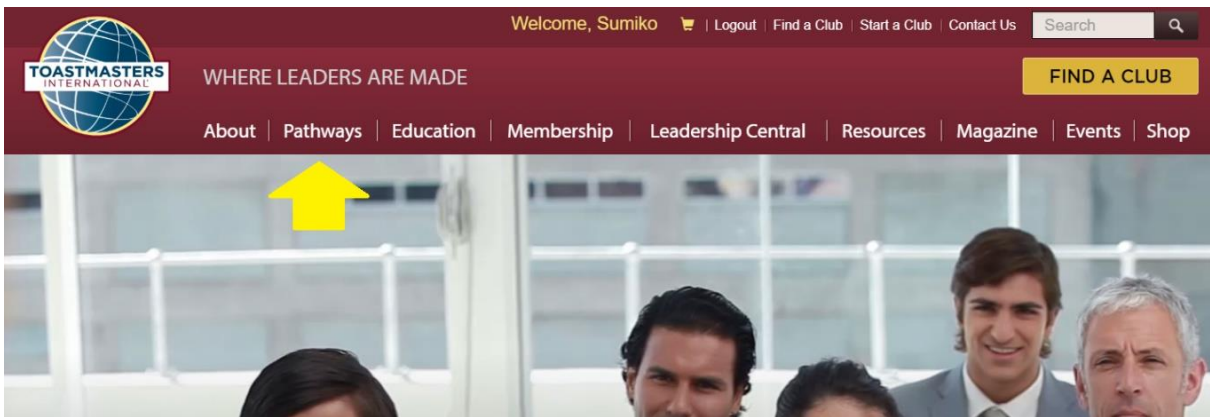 Welcome, Sumiko | Logout | Find a Club | Start a Club | Contact Us Search
TOASTMASTERS
INTERNATIONAL
WHERE LEADERS ARE MADE
FIND A CLUB
About | Pathways | Education | Membership | Leadership Central | Resources | Magazine | Events | Shop